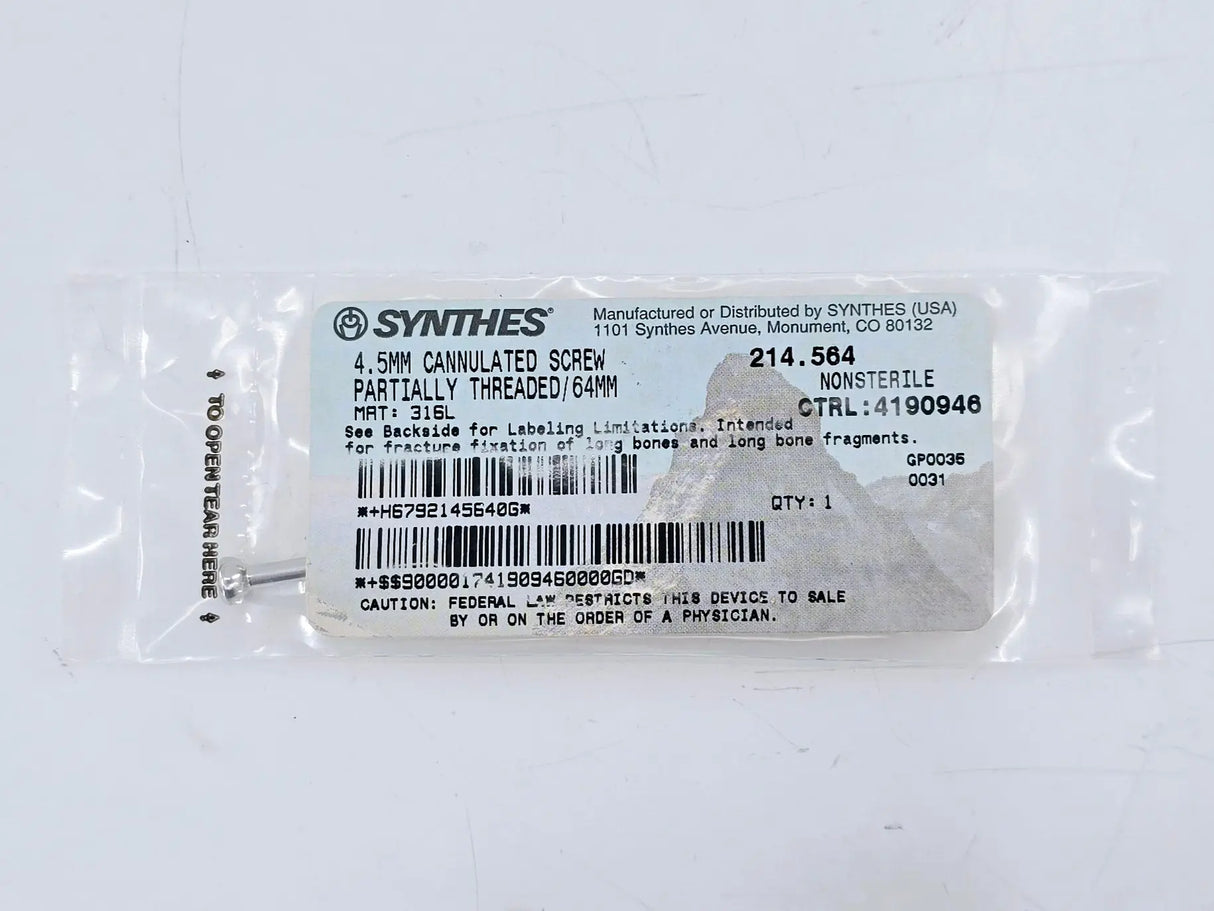 SYNTHES®
Manufactured or Distributed by SYNTHES (USA)
1101 Synthes Avenue, Monument, CO 80132
4.5MM CANNULATED SCREW
PARTIALLY THREADED/64MM
MAT: 316L
214.564
NONSTERILE
CTRL:4190946
See Backside for Labeling Limitations. Intended
for fracture fixation of long bones and long bone fragments.
GP0035
0031
*+H6792145640G*
QTY: 1
*+$$900001741909460000GD*
CAUTION: FEDERAL LAW RESTRICTS THIS DEVICE TO SALE
BY OR ON THE ORDER OF A PHYSICIAN.
TO OPEN TEAR HERE